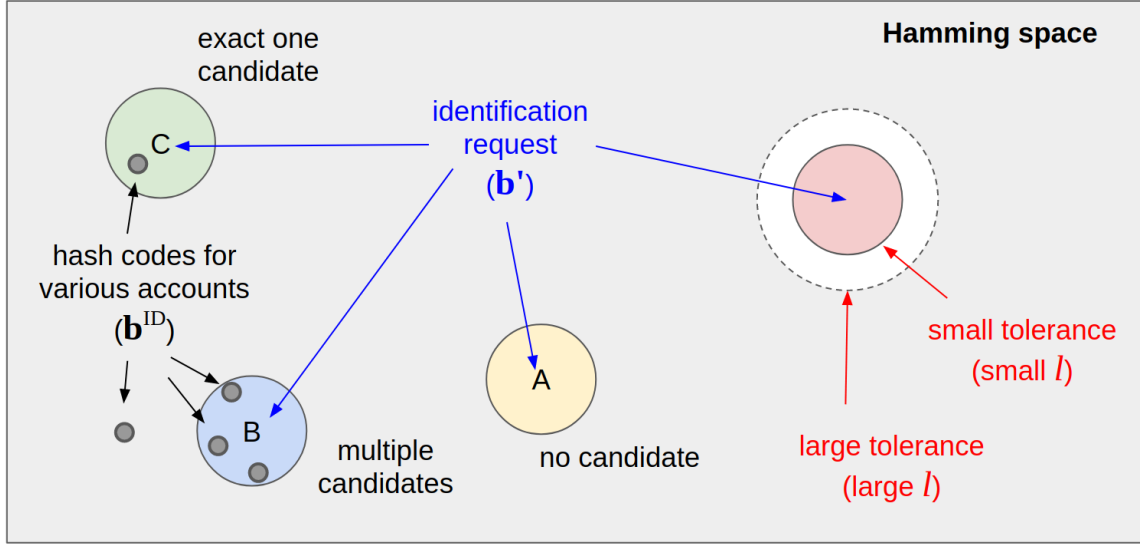 exact one
candidate
Hamming space
C
identification
request
(b')
hash codes for
various accounts
(b^ID)
small tolerance
(small l)
A
B
multiple
candidates
no candidate
large tolerance
(large l)